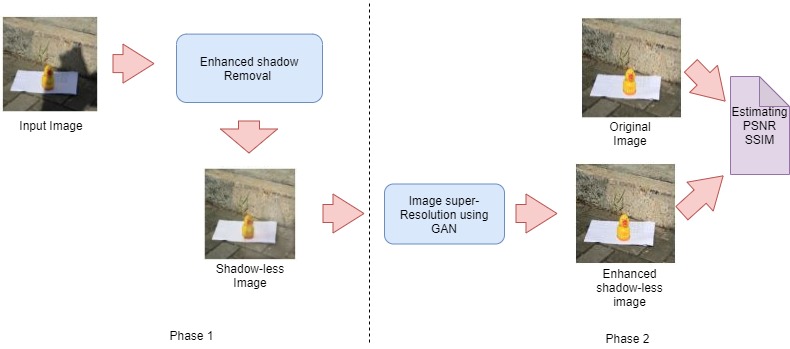 Input Image
Enhanced shadow
Removal
Shadow-less
Image
Phase 1
Image super-
Resolution using
GAN
Original
Image
Enhanced
shadow-less
image
Estimating
PSNR
SSIM
Phase 2